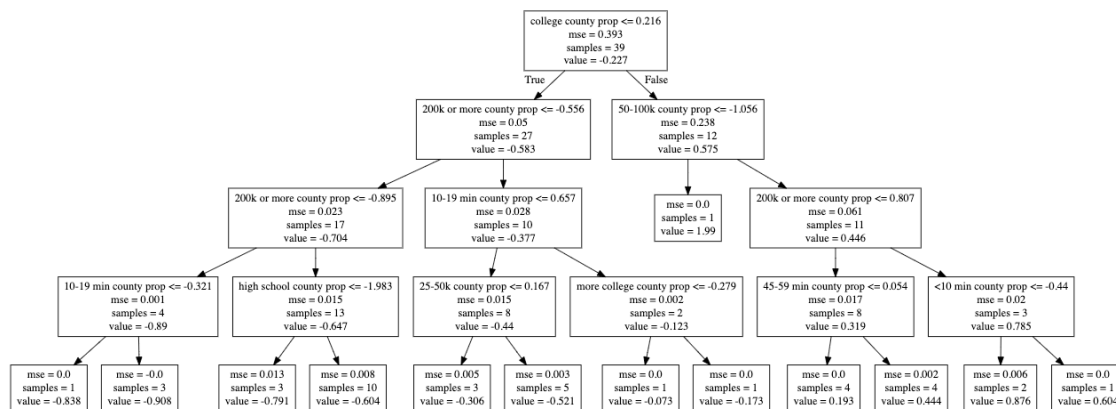 college county prop <= 0.216
mse = 0.393
samples = 39
value = -0.227
True
False
200k or more county prop <= -0.556
mse = 0.05
samples = 27
value = -0.583
50-100k county prop <= -1.056
mse = 0.238
samples = 12
value = 0.575
200k or more county prop <= -0.895
mse = 0.023
samples = 17
value = -0.704
10-19 min county prop <= 0.657
mse = 0.028
samples = 10
value = -0.377
mse = 0.0
samples = 1
value = 1.99
200k or more county prop <= 0.807
mse = 0.061
samples = 11
value = 0.446
10-19 min county prop <= -0.321
mse = 0.001
samples = 4
value = -0.89
high school county prop <= -1.983
mse = 0.015
samples = 13
value = -0.647
25-50k county prop <= 0.167
mse = 0.015
samples = 8
value = -0.44
more college county prop <= -0.279
mse = 0.002
samples = 2
value = -0.123
45-59 min county prop <= 0.054
mse = 0.017
samples = 8
value = 0.319
<10 min county prop <= -0.44
mse = 0.02
samples = 3
value = 0.785
mse = 0.0
samples = 1
value = -0.838
mse = -0.0
samples = 3
value = -0.908
mse = 0.013
samples = 3
value = -0.791
mse = 0.008
samples = 10
value = -0.604
mse = 0.005
samples = 3
value = -0.306
mse = 0.003
samples = 5
value = -0.521
mse = 0.0
samples = 1
value = -0.073
mse = 0.0
samples = 1
value = -0.173
mse = 0.0
samples = 4
value = 0.193
mse = 0.002
samples = 4
value = 0.444
mse = 0.006
samples = 2
value = 0.876
mse = 0.0
samples = 1
value = 0.604